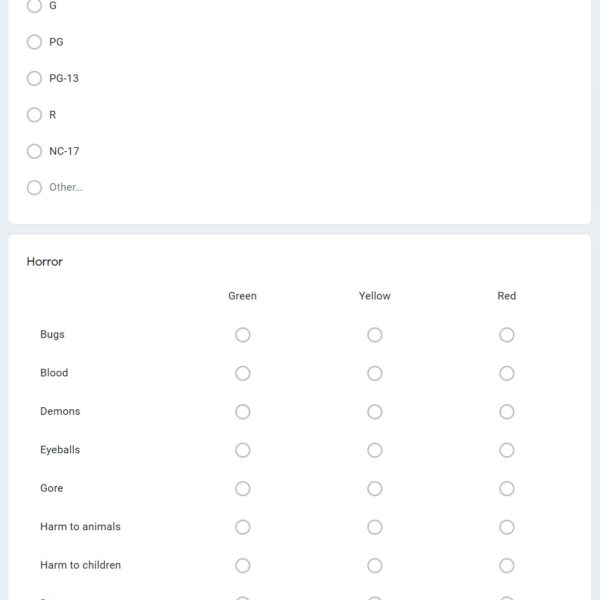 G
PG
PG-13
R
NC-17
Other...
Horror
Green Yellow Red
Bugs
Blood
Demons
Eyeballs
Gore
Harm to animals
Harm to children